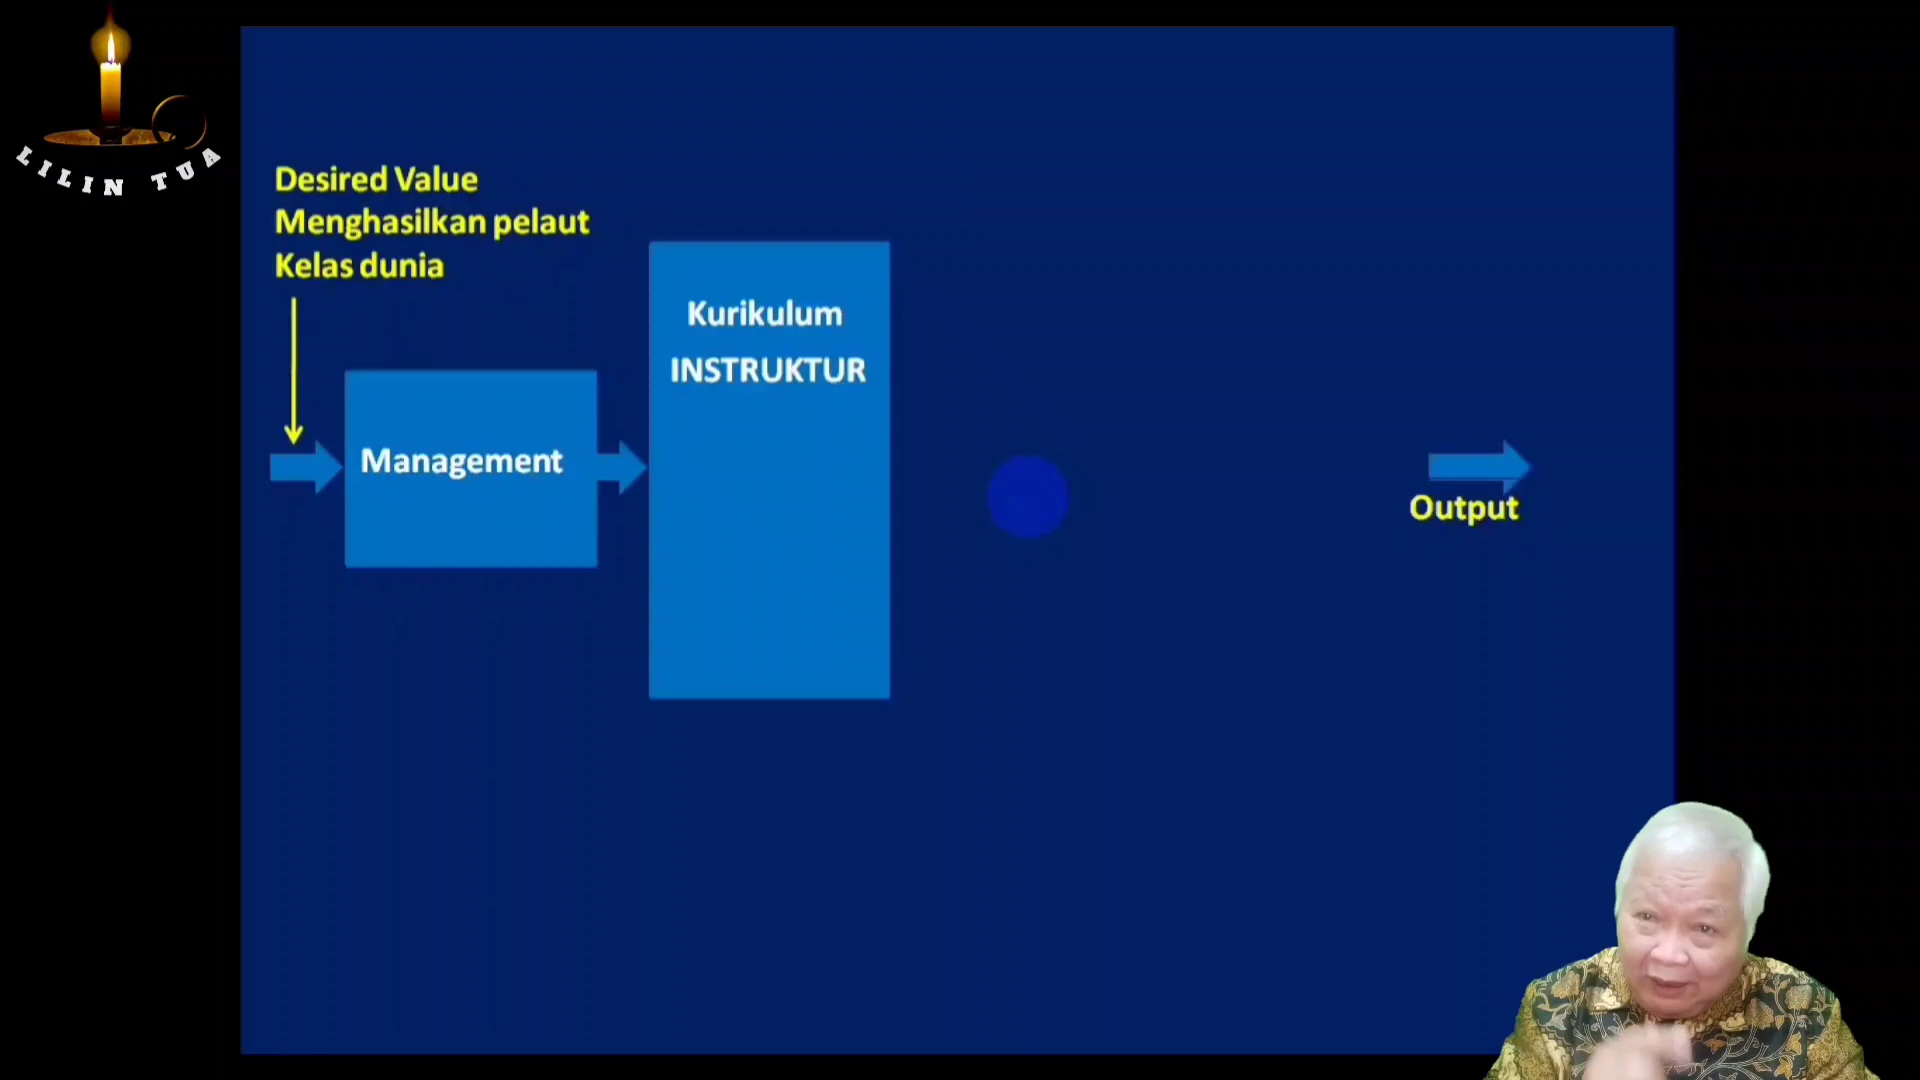 LILIN TUA
Desired Value
Menghasilkan pelaut
Kelas dunia
Kurikulum
INSTRUKTUR
Management
Output